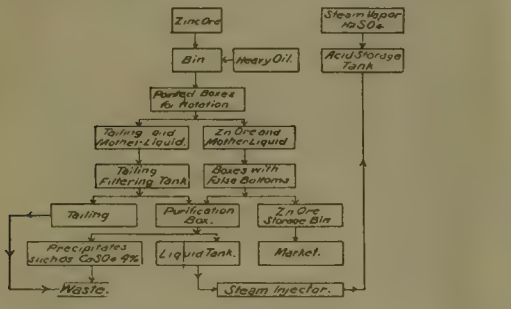 Zinc Ore
Steam Vapor
H2SO4
Bin
Heavy Oil.
Acid Storage
Tank
Pointed Boxes
for Flotation
Tailing and
Mother-Liquid.
Zn Ore and
Mother Liquid
Tailing
Filtering Tank
Boxes with
False Bottoms
Tailing
Purification
Box.
Zn Ore
Storage Bin
Precipitates
such as CaSO4 4%
Liquid Tank.
Market.
Waste.
Steam Injector.